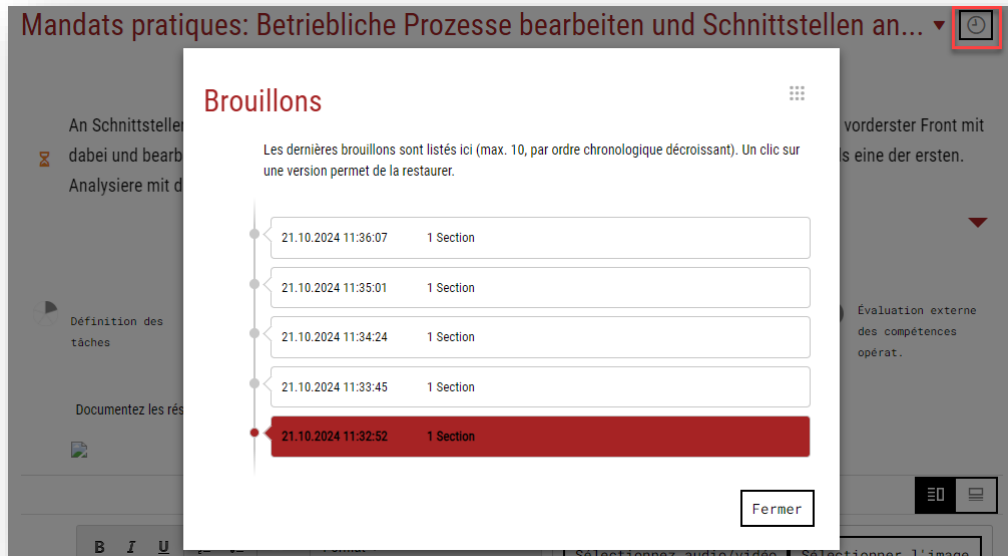 Mandats pratiques: Betriebliche Prozesse bearbeiten und Schnittstellen an...
Brouillons
An Schnittstellen
vorderster Front mit
Les dernières brouillons sont listés ici (max. 10, par ordre chronologique décroissant). Un clic sur
dabei und bearb
ls eine der ersten.
une version permet de la restaurer.
Analysiere mit d
21.10.2024 11:36:07 1 Section
21.10.2024 11:35:01 1 Section
Définition des
tâches
Évaluation externe
des compétences
opérat.
21.10.2024 11:34:24 1 Section
21.10.2024 11:33:45 1 Section
Documentez les rés
21.10.2024 11:32:52 1 Section
Fermer
B I U
Sélectionnez audio/vidéo Sélectionner l'image